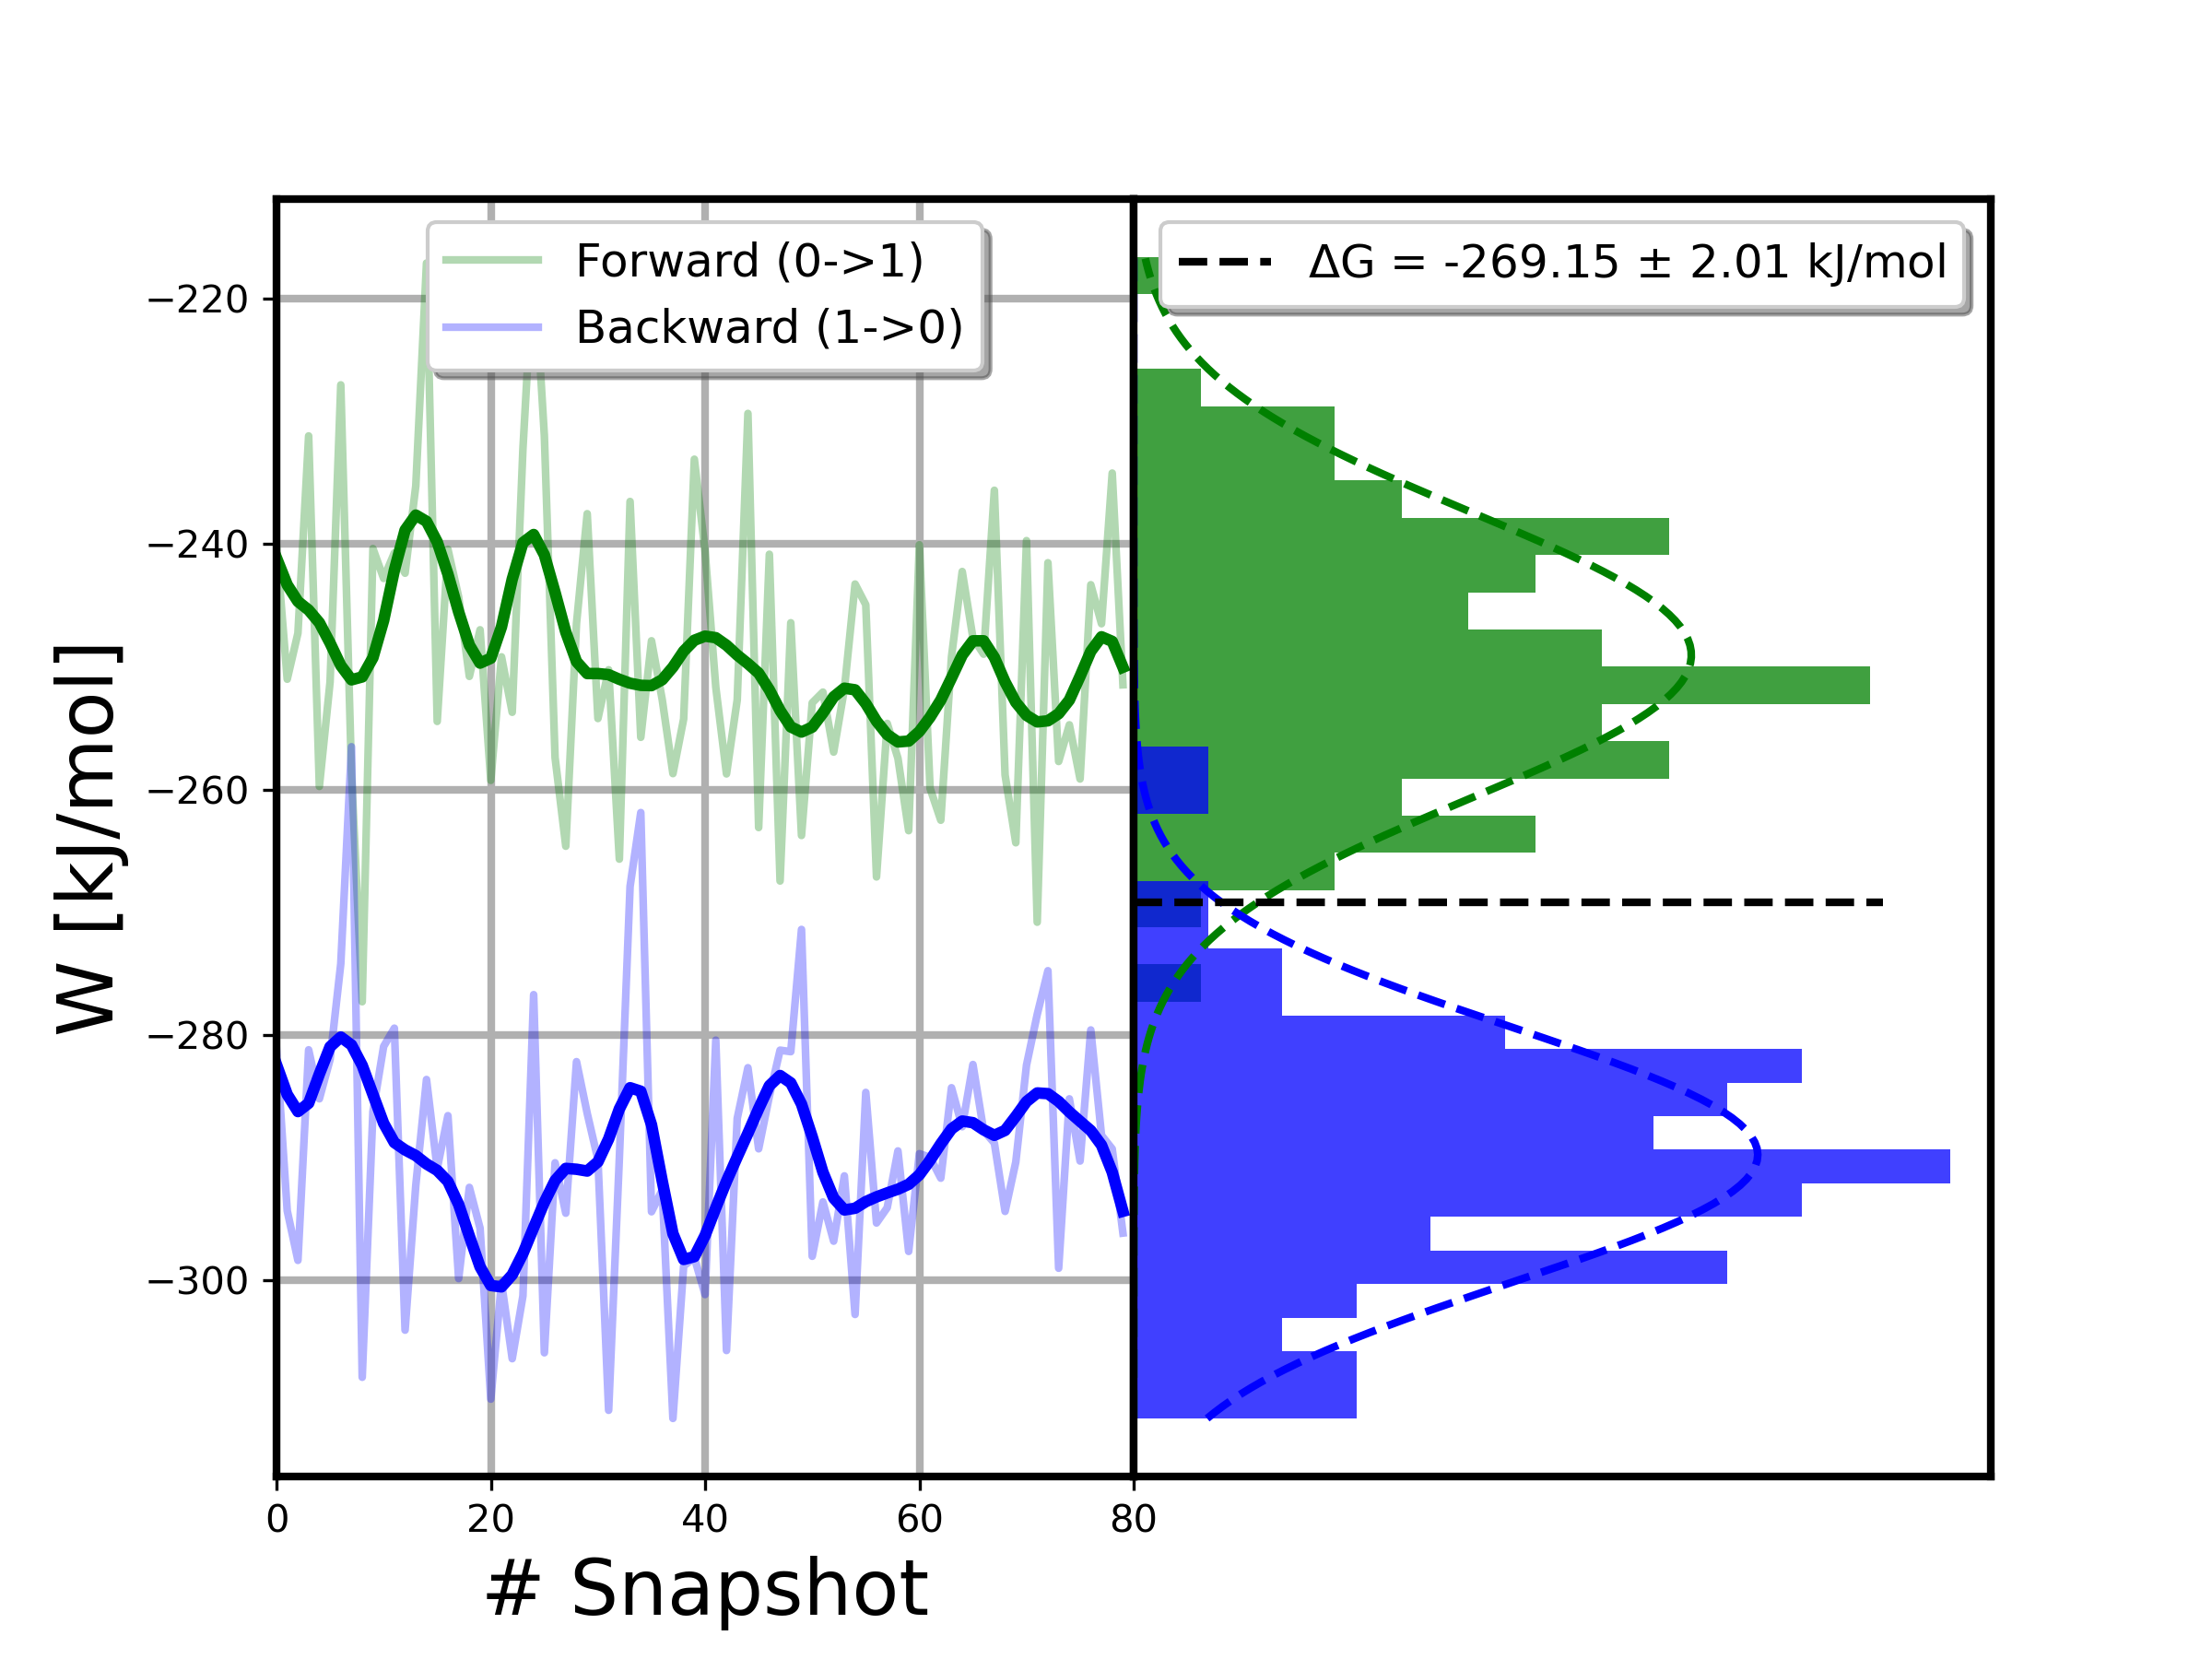 Forward (0->1)
Backward (1->0)
ΔG = -269.15 ± 2.01 kJ/mol
W [kJ/mol]
−220
−240
−260
−280
−300
0 20 40 60 80
# Snapshot